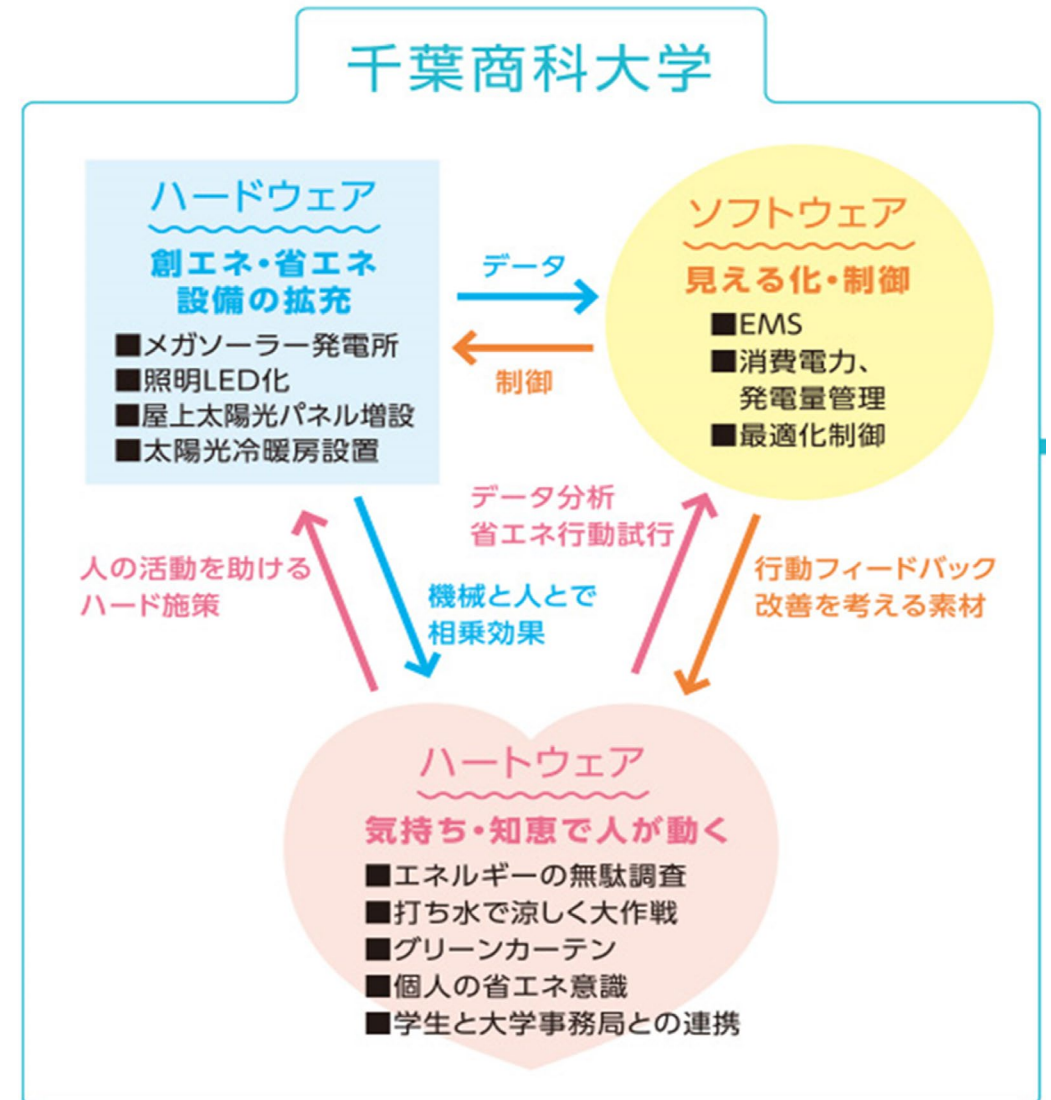 千葉商科大学
ハードウェア
創エネ・省エネ
設備の拡充
■メガソーラー発電所
■照明LED化
■屋上太陽光パネル増設
■太陽光冷暖房設置
データ
制御
ソフトウェア
見える化・制御
■EMS
■消費電力、
発電量管理
■最適化制御
人の活動を助ける
ハード施策
機械と人とで
相乗効果
データ分析
省エネ行動試行
行動フィードバック
改善を考える素材
ハートウェア
気持ち・知恵で人が動く
■エネルギーの無駄調査
■打ち水で涼しく大作戦
■グリーンカーテン
■個人の省エネ意識
■学生と大学事務局との連携